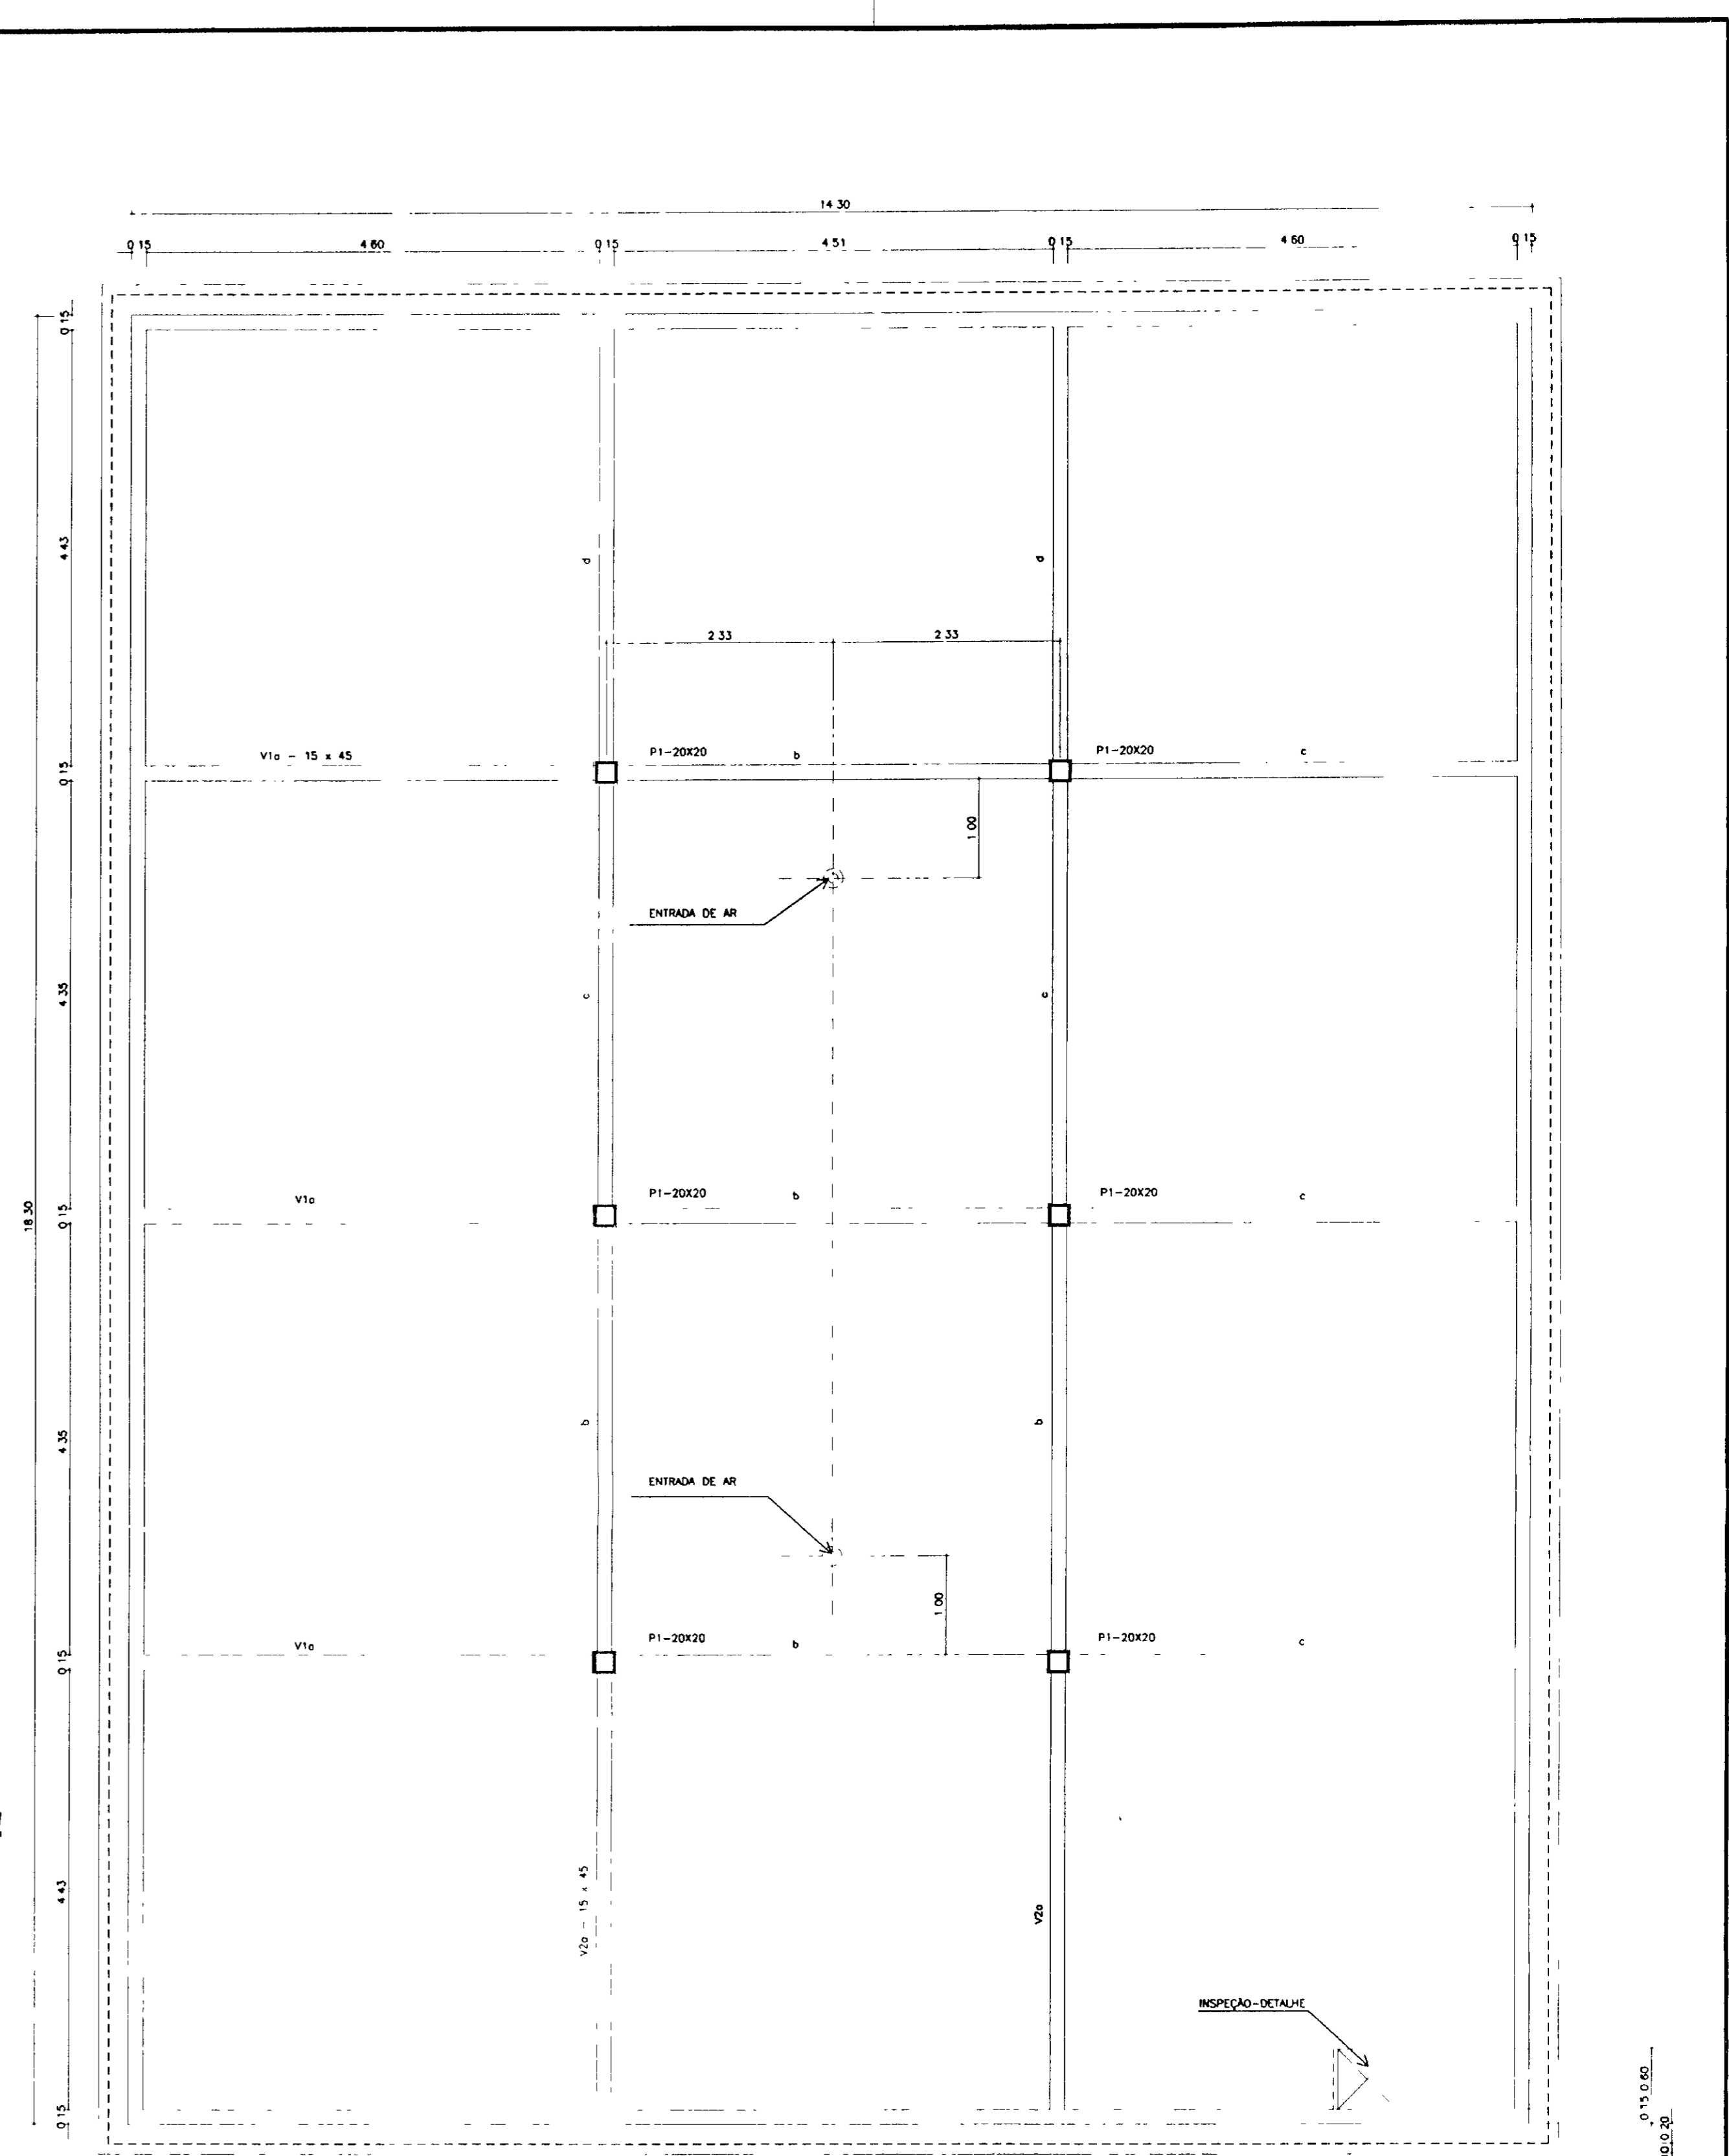 14 30
0 15 4 60 0 15 4 51 0 15 4 60 0 15
0 15
4 43
d d
2 33 2 33
V1a - 15 x 45 P1-20X20 b P1-20X20 c
0 15
1 00
ENTRADA DE AR
4 35
c c
18 30
V1a P1-20X20 b P1-20X20 c
0 15
4 35
b b
ENTRADA DE AR
1 00
V1a P1-20X20 b P1-20X20 c
0 15
4 43
V2a - 15 x 45 V2a
INSPEÇÃO-DETALHE
0 15
0 15 0 60
0 20